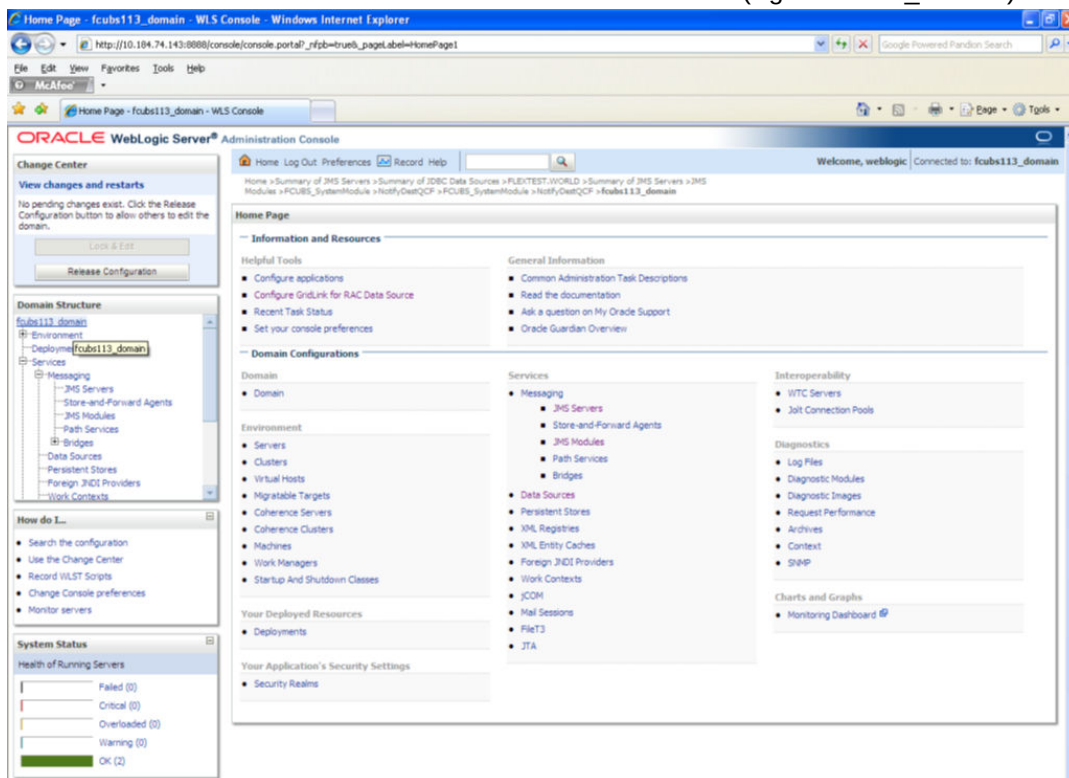 Home Page - fcubs113_domain - WLS Console - Windows Internet Explorer
http://10.184.74.143:8888/console/console.portal?_nfpb=true&_pageLabel=HomePage1
Google Powered Pandion Search
File Edit View Favorites Tools Help
McAfee
Home Page - fcubs113_domain - WLS Console
Page Tools
ORACLE WebLogic Server® Administration Console
Change Center
View changes and restarts
No pending changes exist. Click the Release
Configuration button to allow others to edit the
domain.
Lock & Edit
Release Configuration
Domain Structure
fcubs113_domain
Environment
fcubs113_domain
Services
Messaging
JMS Servers
Store-and-Forward Agents
JMS Modules
Path Services
Bridges
Data Sources
Persistent Stores
Foreign JNDI Providers
Work Contexts
How do I...
Search the configuration
Use the Change Center
Record WLST Scripts
Change Console preferences
Monitor servers
System Status
Health of Running Servers
Failed (0)
Critical (0)
Overloaded (0)
Warning (0)
OK (2)
Home Log Out Preferences Record Help
Welcome, weblogic Connected to: fcubs113_domain
Home >Summary of JMS Servers >Summary of JDBC Data Sources >FLEXTEST.WORLD >Summary of JMS Servers >JMS
Modules >FCUBS_SystemModule >NotifyDestQCF >FCUBS_SystemModule >NotifyDestQCF >fcubs113_domain
Home Page
Information and Resources
Helpful Tools
Configure applications
Configure GridLink for RAC Data Source
Recent Task Status
Set your console preferences
General Information
Common Administration Task Descriptions
Read the documentation
Ask a question on My Oracle Support
Oracle Guardian Overview
Domain Configurations
Domain
Domain
Environment
Servers
Clusters
Virtual Hosts
Migratable Targets
Coherence Servers
Coherence Clusters
Machines
Work Managers
Startup And Shutdown Classes
Your Deployed Resources
Deployments
Your Application's Security Settings
Security Realms
Services
Messaging
JMS Servers
Store-and-Forward Agents
JMS Modules
Path Services
Bridges
Data Sources
Persistent Stores
XML Registries
XML Entity Caches
Foreign JNDI Providers
Work Contexts
jCOM
Mail Sessions
FileT3
JTA
Interoperability
WTC Servers
Jolt Connection Pools
Diagnostics
Log Files
Diagnostic Modules
Diagnostic Images
Request Performance
Archives
Context
SNMP
Charts and Graphs
Monitoring Dashboard